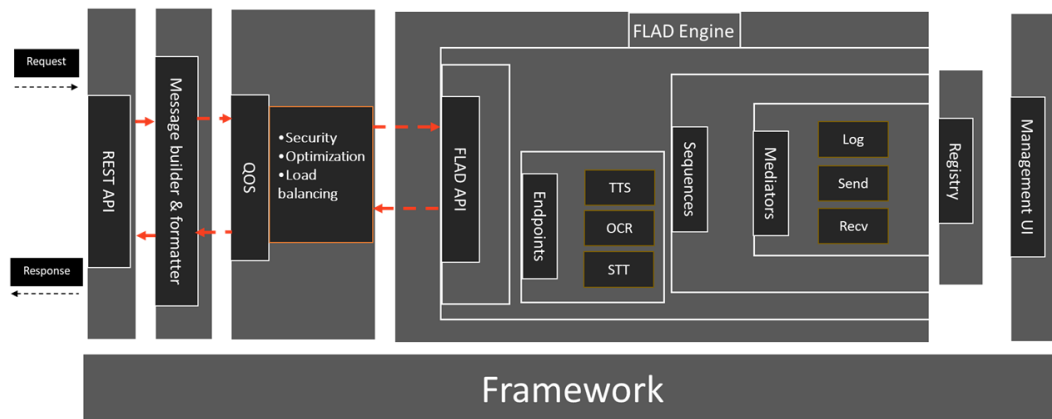 FLAD Engine
Request
Response
REST API
Message builder & formatter
QOS
•Security
•Optimization
•Load
balancing
FLAD API
Endpoints
TTS
OCR
STT
Sequences
Mediators
Log
Send
Recv
Registry
Management UI
Framework